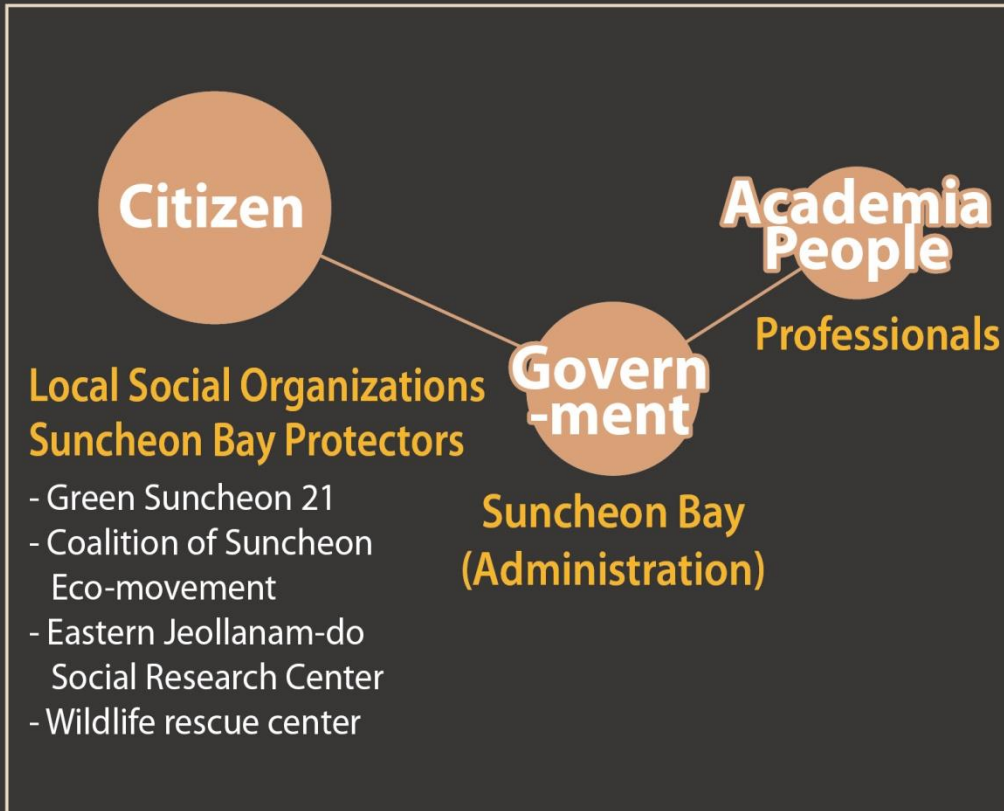 Citizen
Local Social Organizations
Suncheon Bay Protectors
- Green Suncheon 21
- Coalition of Suncheon
Eco-movement
- Eastern Jeollanam-do
Social Research Center
- Wildlife rescue center
Govern
-ment
Suncheon Bay
(Administration)
Academia
People
Professionals